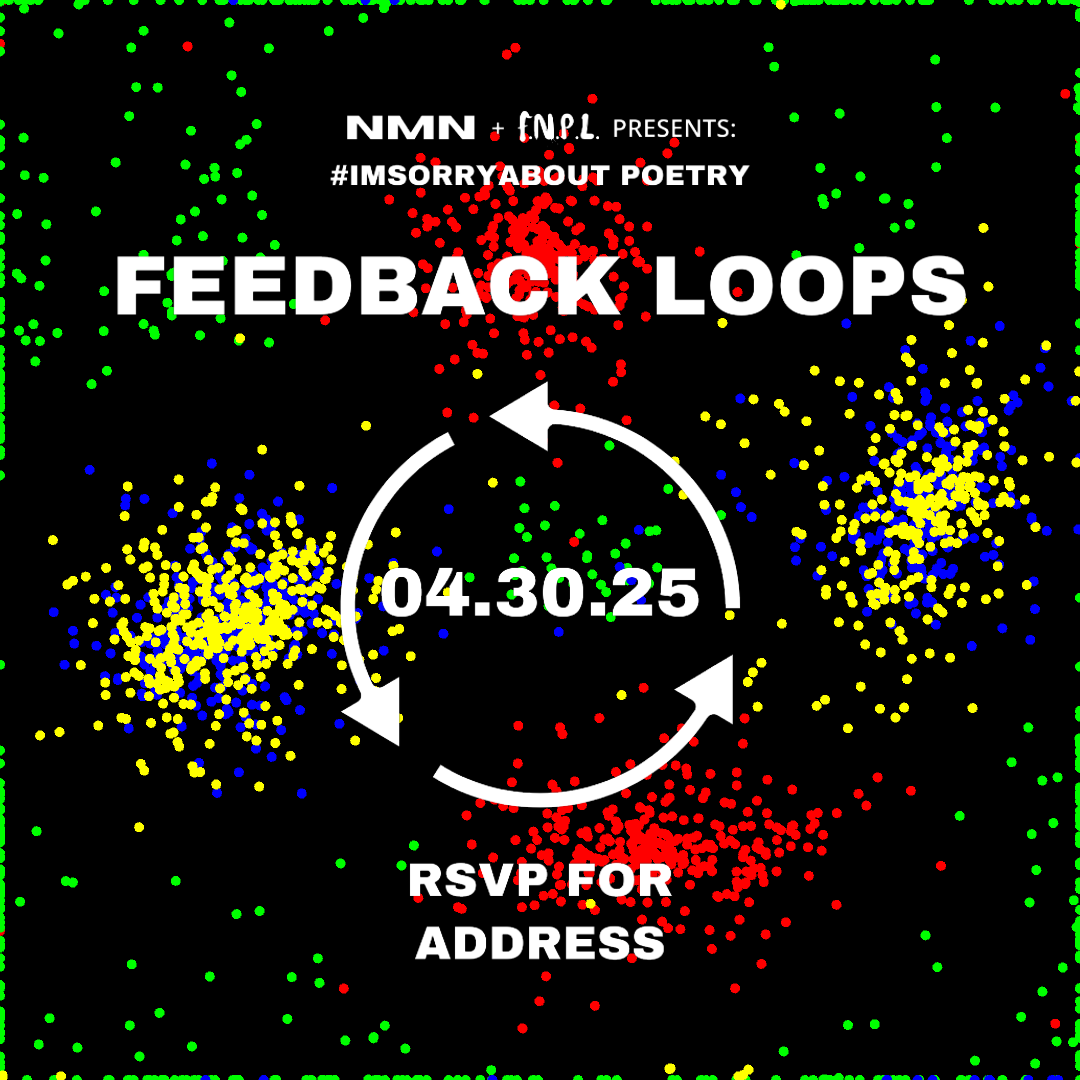 NMN + F.N.P.L. PRESENTS:
#IMSORRYABOUT POETRY
FEEDBACK LOOPS
04.30.25
RSVP FOR
ADDRESS